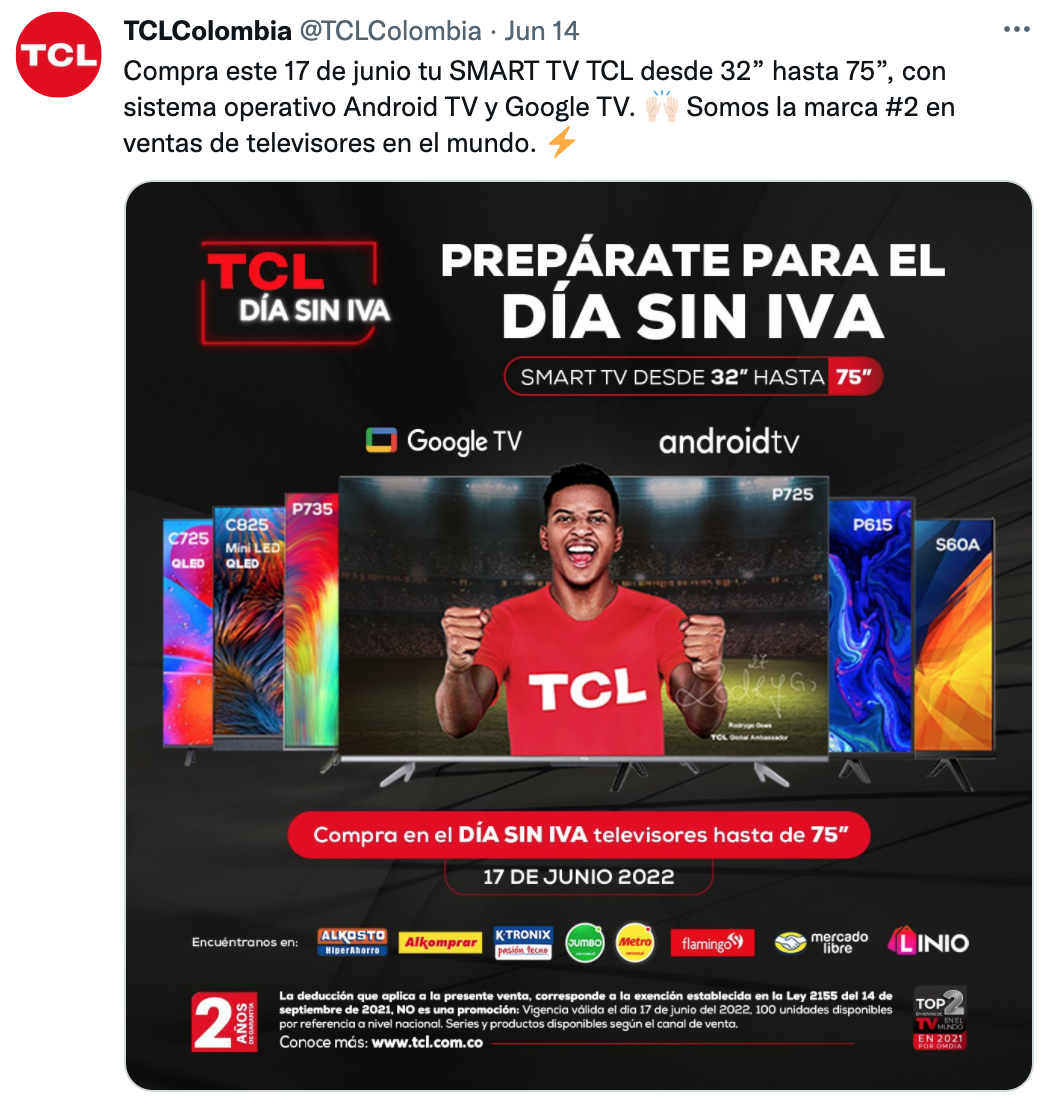 TCL
TCLColombia @TCLColombia · Jun 14
Compra este 17 de junio tu SMART TV TCL desde 32” hasta 75”, con
sistema operativo Android TV y Google TV. 🙌🏻 Somos la marca #2 en
ventas de televisores en el mundo. ⚡
TCL
DÍA SIN IVA
PREPÁRATE PARA EL
DÍA SIN IVA
SMART TV DESDE 32” HASTA 75”
Google TV
androidtv
C725
QLED
C825
Mini LED
QLED
P735
P725
P615
S60A
TCL
27
Rodrygo Goes
TCL Global Ambassador
Compra en el DÍA SIN IVA televisores hasta de 75”
17 DE JUNIO 2022
Encuéntranos en:
ALKOSTO
HiperAhorro
Alkomprar
K-TRONIX
pasión tecno
JUMBO
Metro
flamingo
mercado
libre
LINIO
2 AÑOS
DE GARANTÍA
La deducción que aplica a la presente venta, corresponde a la exención establecida en la Ley 2155 del 14 de
septiembre de 2021, NO es una promoción: Vigencia válida el dia 17 de junio del 2022, 100 unidades disponibles
por referencia a nivel nacional. Series y productos disponibles según el canal de venta.
Conoce más: www.tcl.com.co
TOP 2
EN VENTAS DE
TV EN EL
MUNDO
EN 2021
POR OMDIA